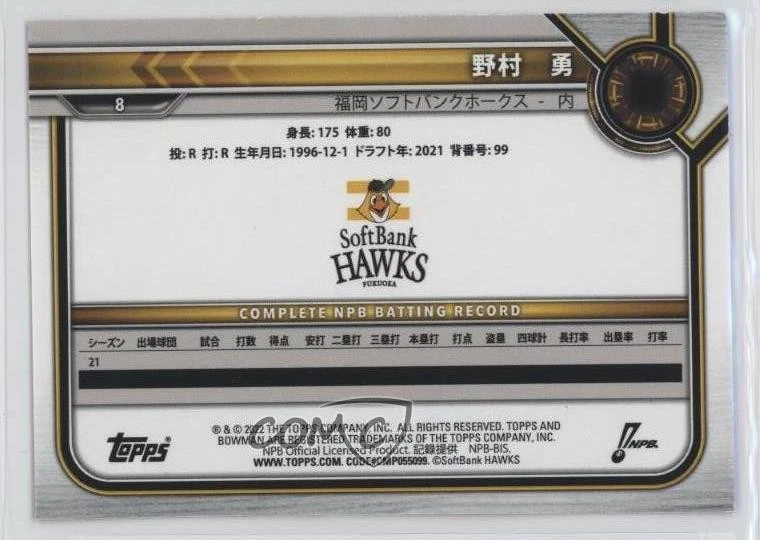 野村 勇
8
福岡ソフトバンクホークス - 内
身長: 175 体重: 80
投: R 打: R 生年月日: 1996-12-1 ドラフト年: 2021 背番号: 99
SoftBank
HAWKS
FUKUOKA
COMPLETE NPB BATTING RECORD
シーズン 出場球団 試合 打数 得点 安打 二塁打 三塁打 本塁打 打点 盗塁 四球計 長打率 出塁率 打率
21
topps®
® & © 2022 THE TOPPS COMPANY, INC. ALL RIGHTS RESERVED. TOPPS AND
BOWMAN ARE REGISTERED TRADEMARKS OF THE TOPPS COMPANY, INC.
NPB Official Licensed Product. 記録提供 NPB-BIS.
WWW.TOPPS.COM. CODE#CMP055099. ©SoftBank HAWKS
NPB.
COMC